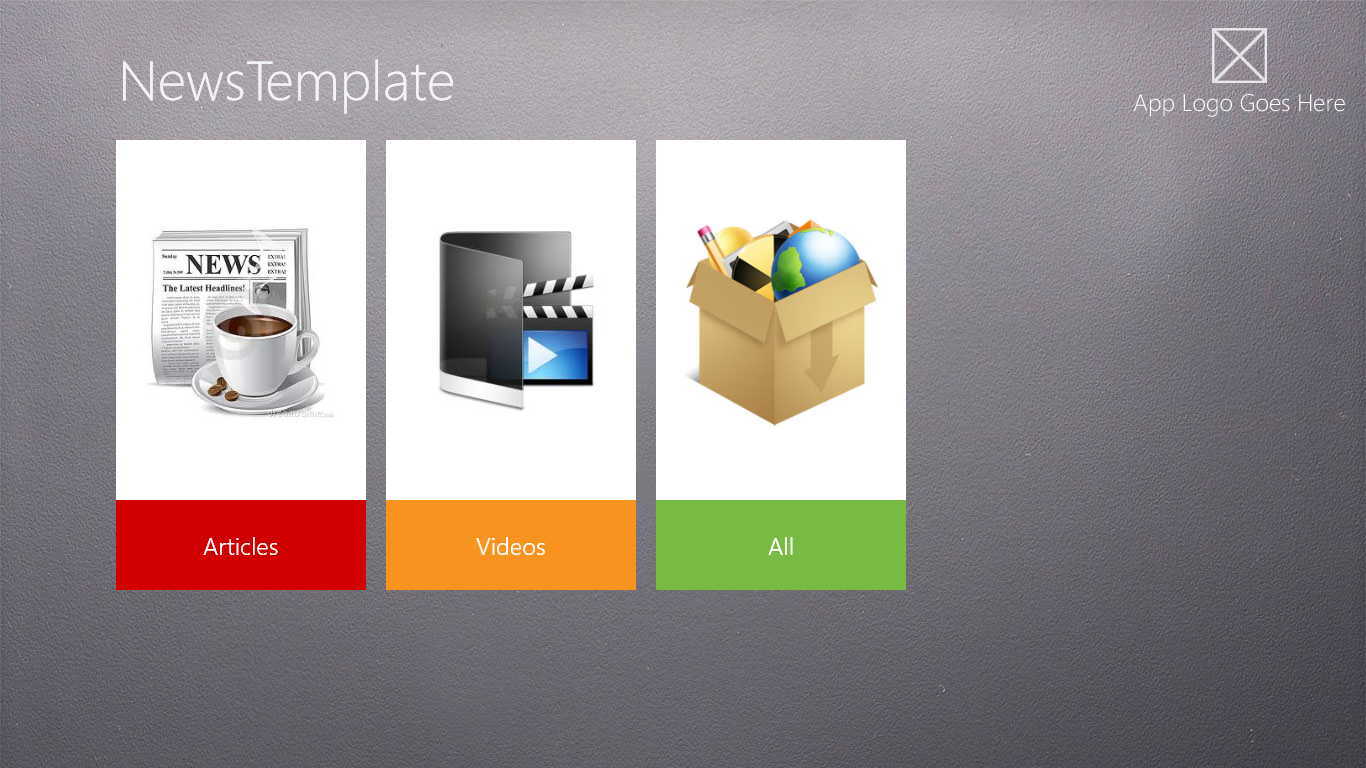 NewsTemplate
App Logo Goes Here
Sunday
NEWS
EXTRA!
EXTRA!
EXTRA!
The Latest Headlines!
Articles
Videos
All